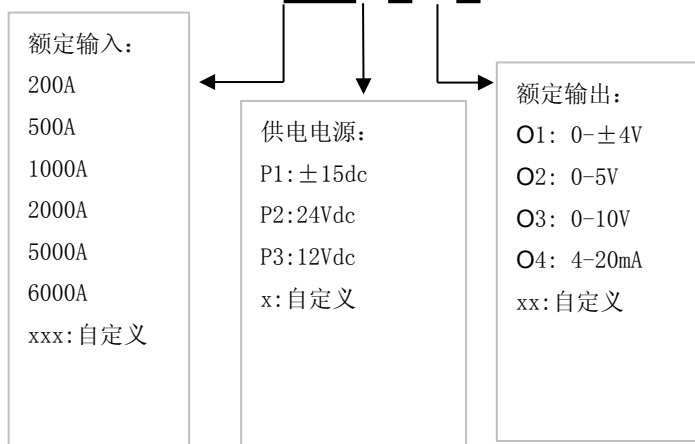 额定输入:
200A
500A
1000A
2000A
5000A
6000A
xxx:自定义
供电电源:
P1:±15dc
P2:24Vdc
P3:12Vdc
x:自定义
额定输出:
O1: 0-±4V
O2: 0-5V
O3: 0-10V
O4: 4-20mA
xx:自定义